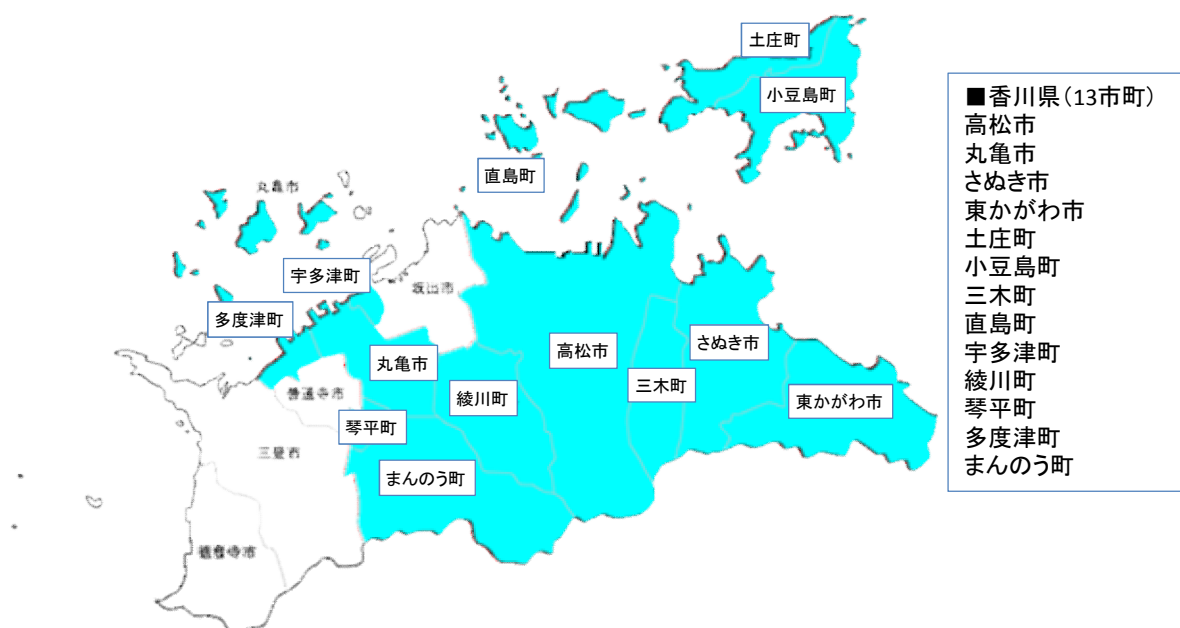 土庄町
小豆島町
直島町
丸亀市
宇多津町
坂出市
多度津町
丸亀市
高松市
さぬき市
善通寺市
綾川町
三木町
東かがわ市
琴平町
三豊市
まんのう町
観音寺市
■香川県(13市町)
高松市
丸亀市
さぬき市
東かがわ市
土庄町
小豆島町
三木町
直島町
宇多津町
綾川町
琴平町
多度津町
まんのう町